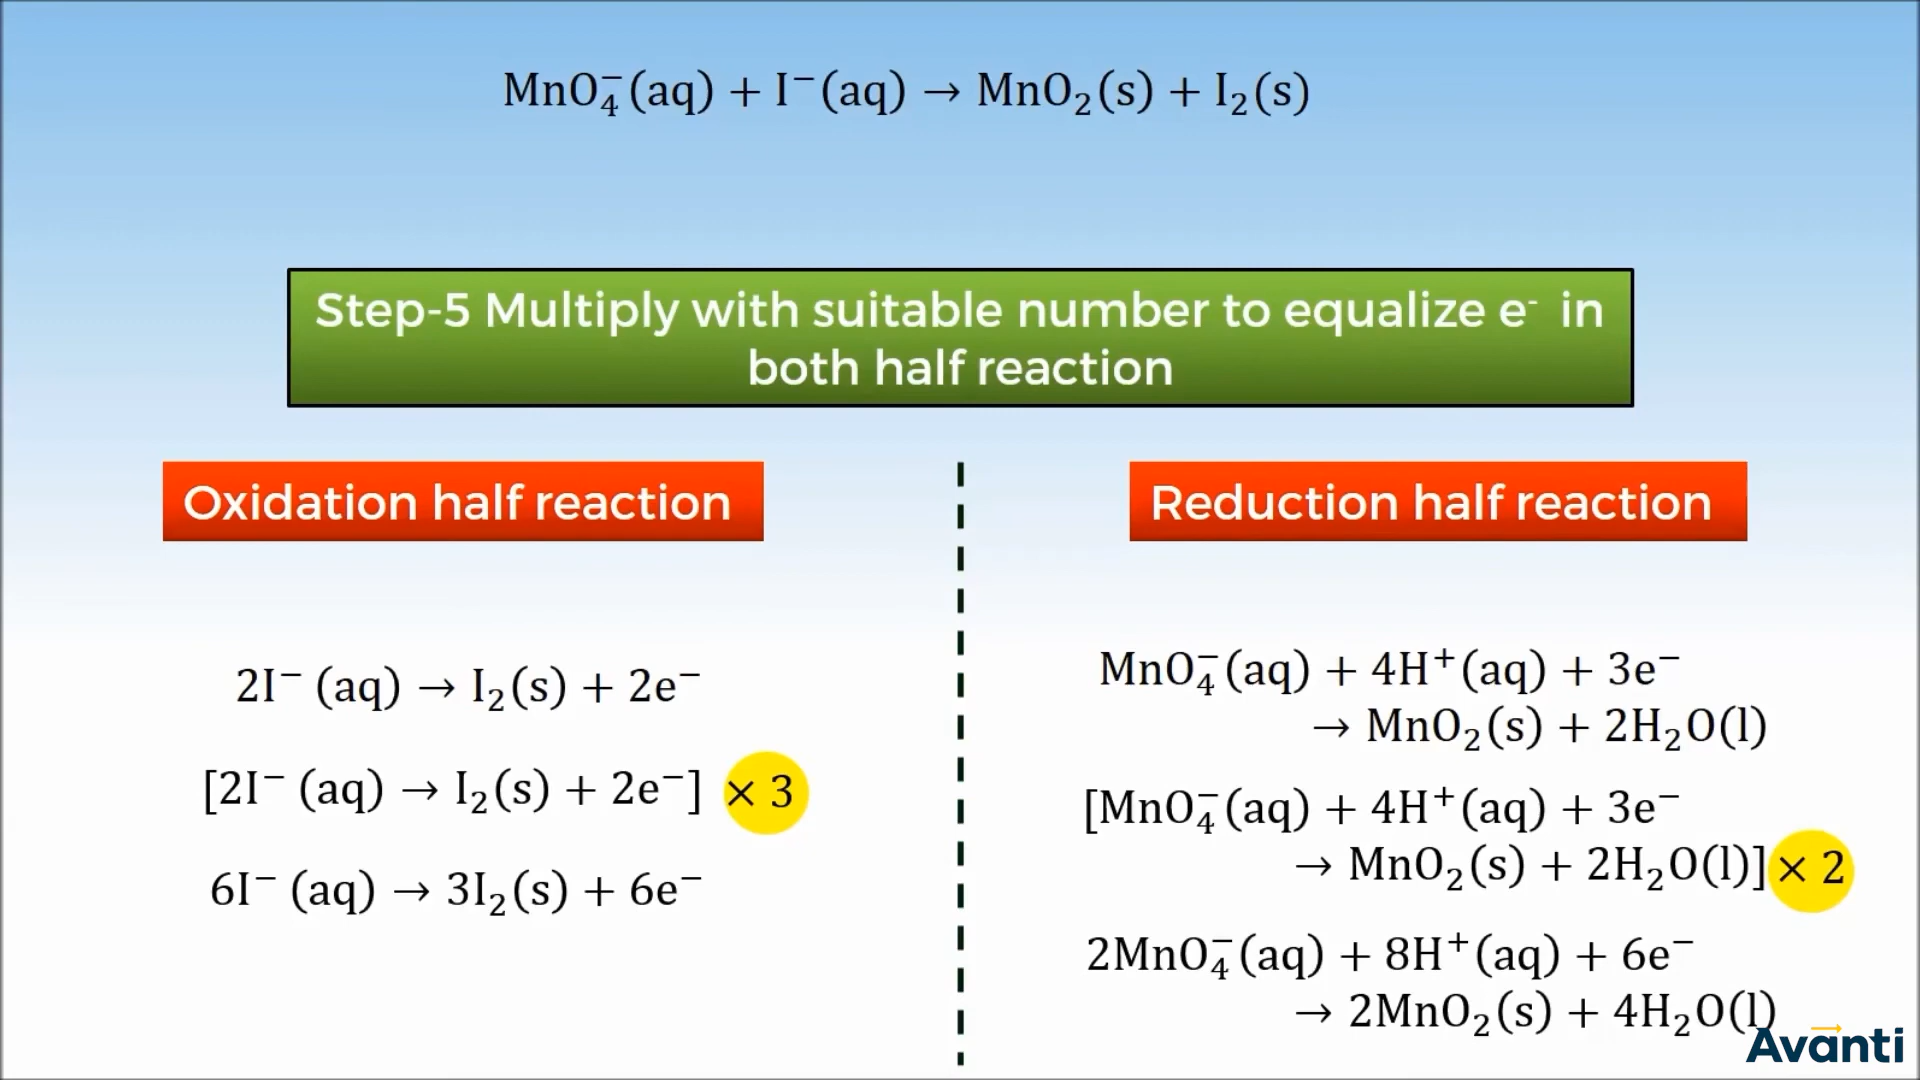 MnO₄⁻(aq) + I⁻(aq) → MnO₂(s) + I₂(s)
Step-5 Multiply with suitable number to equalize e⁻ in
both half reaction
Oxidation half reaction
2I⁻ (aq) → I₂(s) + 2e⁻
[2I⁻ (aq) → I₂(s) + 2e⁻] × 3
6I⁻ (aq) → 3I₂(s) + 6e⁻
Reduction half reaction
MnO₄⁻(aq) + 4H⁺(aq) + 3e⁻
→ MnO₂(s) + 2H₂O(l)
[MnO₄⁻(aq) + 4H⁺(aq) + 3e⁻
→ MnO₂(s) + 2H₂O(l)] × 2
2MnO₄⁻(aq) + 8H⁺(aq) + 6e⁻
→ 2MnO₂(s) + 4H₂O(l)
Avanti